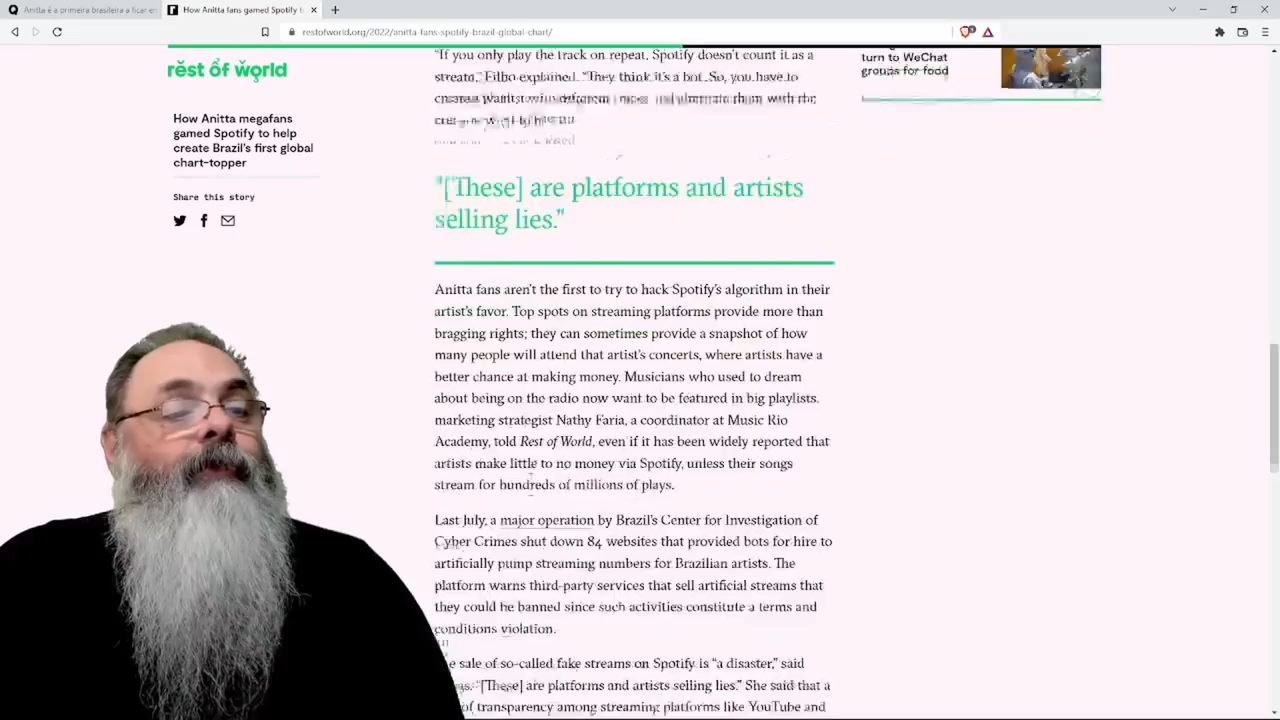 Anitta é a primeira brasileira a ficar en
How Anitta fans gamed Spotify t
restofworld.org/2022/anitta-fans-spotify-brazil-global-chart/
rest of world
How Anitta megafans
gamed Spotify to help
create Brazil's first global
chart-topper
Share this story
"If you only play the track on repeat, Spotify doesn't count it as a
stream," Filho explained. "They think it's a bot. So, you have to
them with the
"[These] are platforms and artists
selling lies."
Anitta fans aren't the first to try to hack Spotify's algorithm in their
artist's favor. Top spots on streaming platforms provide more than
bragging rights; they can sometimes provide a snapshot of how
many people will attend that artist's concerts, where artists have a
better chance at making money. Musicians who used to dream
about being on the radio now want to be featured in big playlists,
marketing strategist Nathy Faria, a coordinator at Music Rio
Academy, told Rest of World, even if it has been widely reported that
artists make little to no money via Spotify, unless their songs
stream for hundreds of millions of plays.
Last July, a major operation by Brazil's Center for Investigation of
Cyber Crimes shut down 84 websites that provided bots for hire to
artificially pump streaming numbers for Brazilian artists. The
platform warns third-party services that sell artificial streams that
they could be banned since such activities constitute a terms and
conditions violation.
sale of so-called fake streams on Spotify is "a disaster," said
"[These] are platforms and artists selling lies." She said that a
of transparency among streaming platforms like YouTube and
turn to WeChat
groups for food